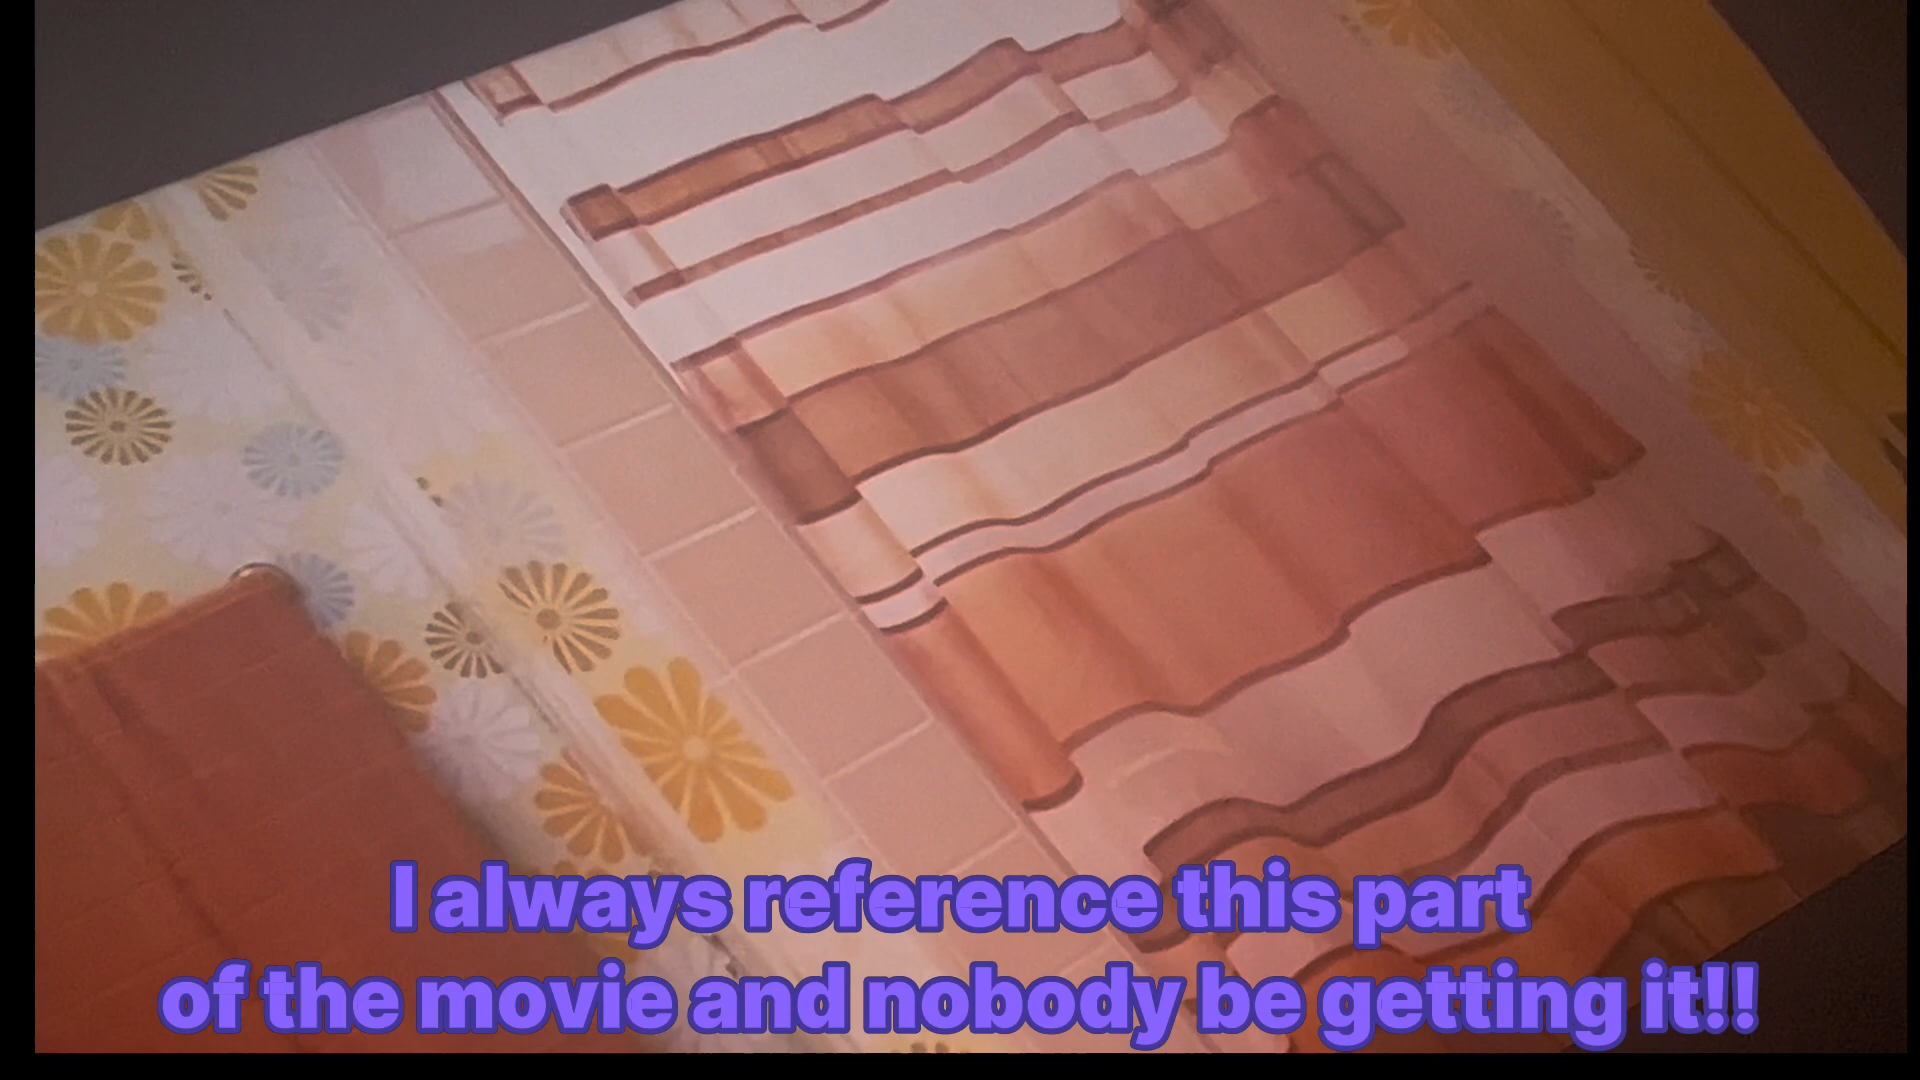 I always reference this part
of the movie and nobody be getting it!!